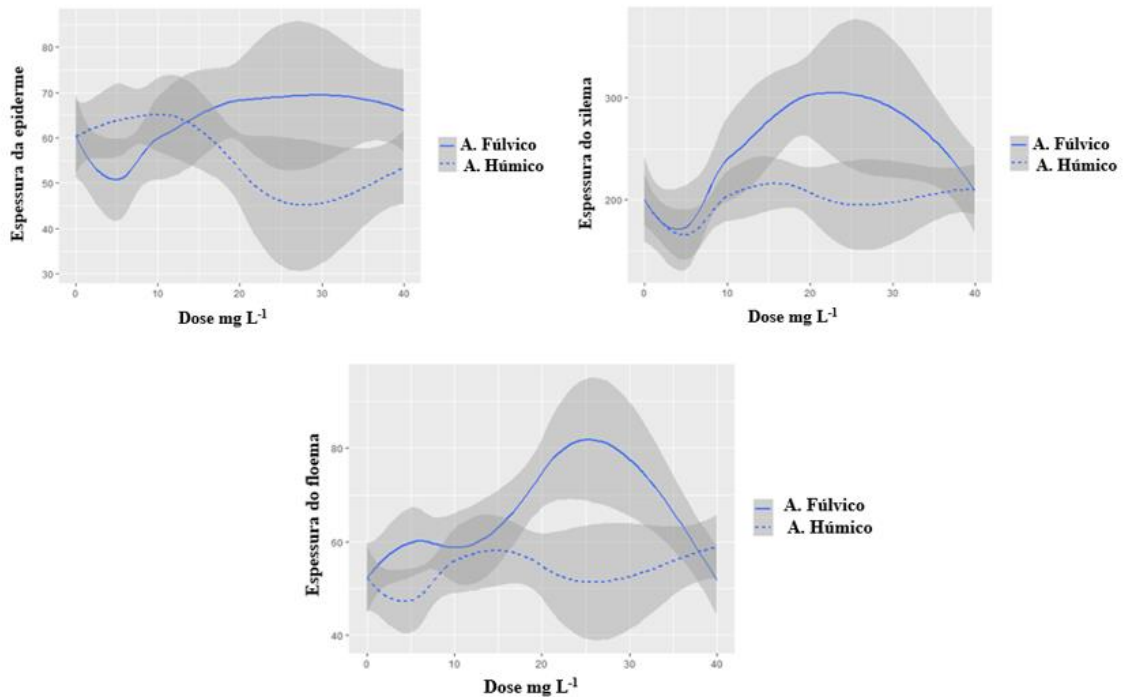 Espessura da epiderme
80
70
60
50
40
30
0 10 20 30 40
Dose mg L-1
A. Fúlvico
A. Húmico
Espessura do xilema
300
200
0 10 20 30 40
Dose mg L-1
A. Fúlvico
A. Húmico
Espessura do floema
80
60
40
0 10 20 30 40
Dose mg L-1
A. Fúlvico
A. Húmico